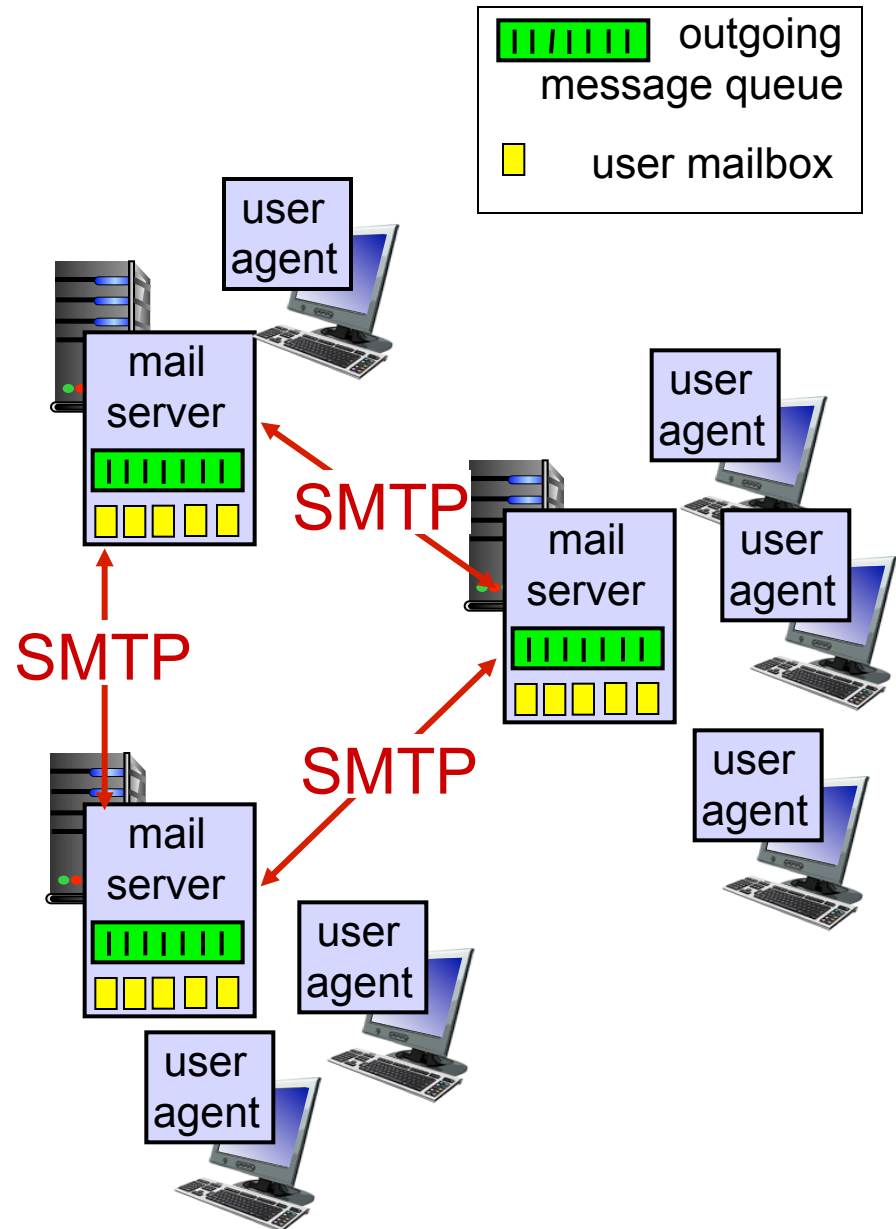 outgoing
message queue
user mailbox
user
agent
mail
server
SMTP
user
agent
mail
server
user
agent
SMTP
SMTP
user
agent
mail
server
user
agent
user
agent